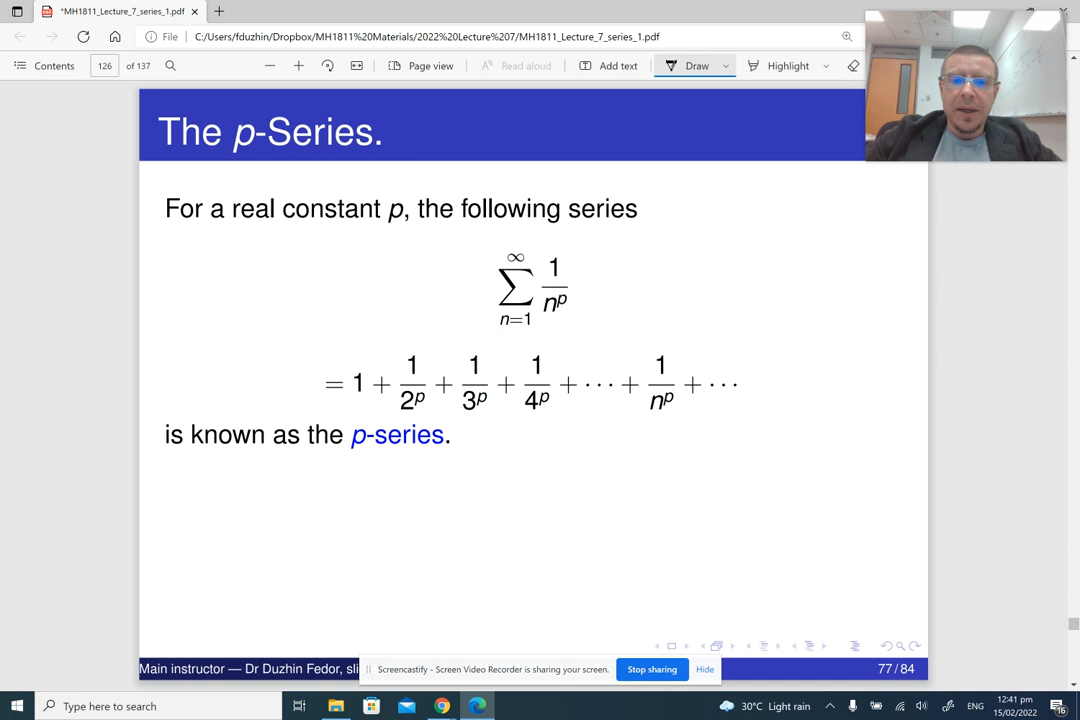 *MH1811_Lecture_7_series_1.pdf
File C:/Users/fduzhin/Dropbox/MH1811%20Materials/2022%20Lecture%207/MH1811_Lecture_7_series_1.pdf
Contents 126 of 137 Page view Read aloud Add text Draw Highlight
The p-Series.
For a real constant p, the following series
∞
∑ 1/n^p
n=1
= 1 + 1/2^p + 1/3^p + 1/4^p + ··· + 1/n^p + ···
is known as the p-series.
Main instructor — Dr Duzhin Fedor, sli 77/84
Screencastify - Screen Video Recorder is sharing your screen. Stop sharing Hide
Type here to search 30°C Light rain ENG 12:41 pm
15/02/2022 16